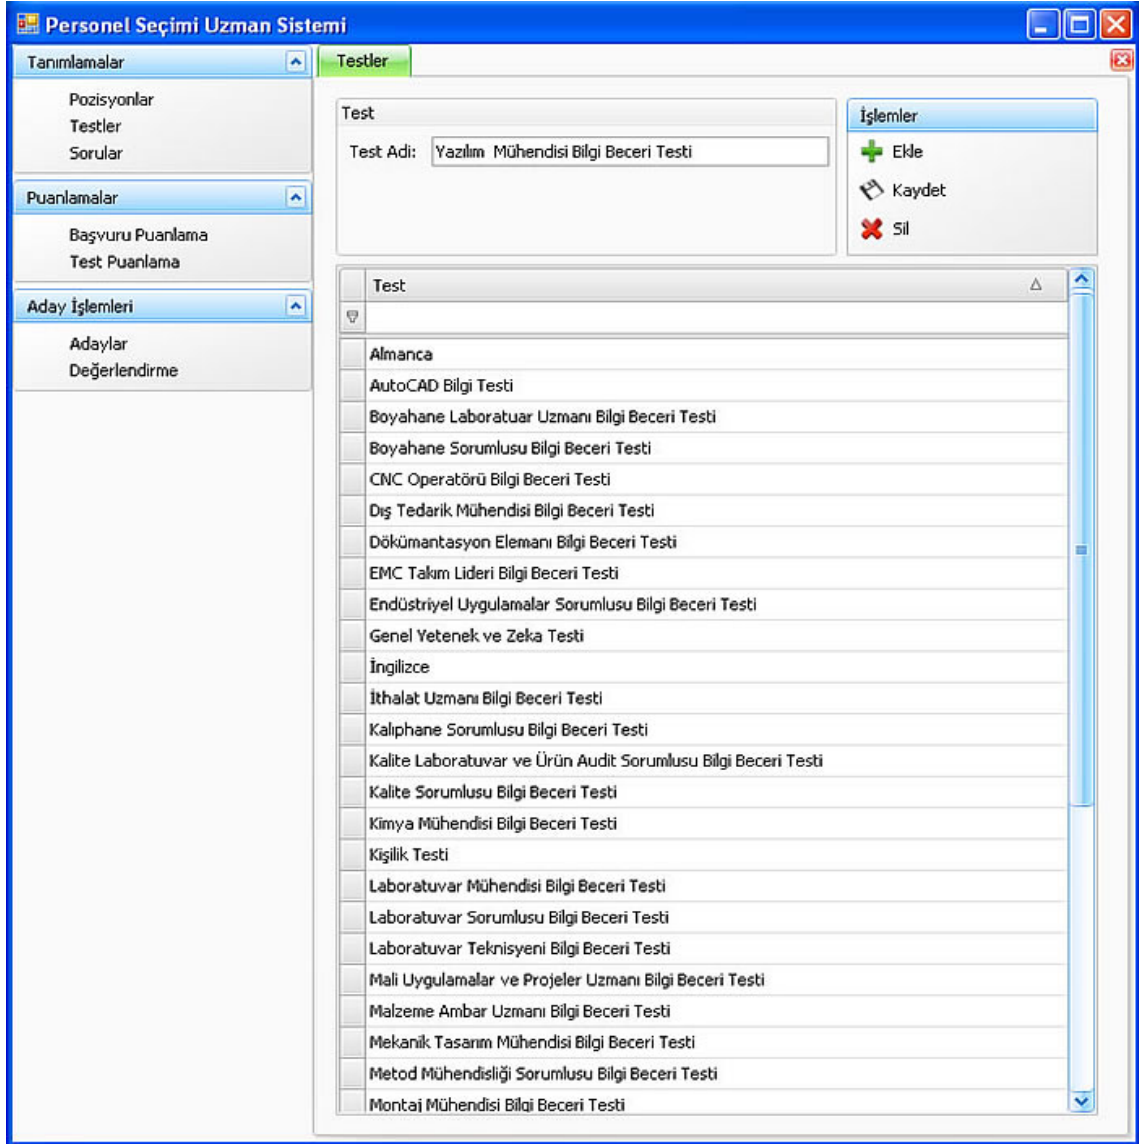 Personel Seçimi Uzman Sistemi
Tanımlamalar
Pozisyonlar
Testler
Sorular
Puanlamalar
Başvuru Puanlama
Test Puanlama
Aday İşlemleri
Adaylar
Değerlendirme
Testler
Test
Test Adi: Yazılım Mühendisi Bilgi Beceri Testi
İşlemler
Ekle
Kaydet
Sil
Test
Almanca
AutoCAD Bilgi Testi
Boyahane Laboratuar Uzmanı Bilgi Beceri Testi
Boyahane Sorumlusu Bilgi Beceri Testi
CNC Operatörü Bilgi Beceri Testi
Dış Tedarik Mühendisi Bilgi Beceri Testi
Dökümantasyon Elemanı Bilgi Beceri Testi
EMC Takım Lideri Bilgi Beceri Testi
Endüstriyel Uygulamalar Sorumlusu Bilgi Beceri Testi
Genel Yetenek ve Zeka Testi
İngilizce
İthalat Uzmanı Bilgi Beceri Testi
Kalıphane Sorumlusu Bilgi Beceri Testi
Kalite Laboratuvar ve Ürün Audit Sorumlusu Bilgi Beceri Testi
Kalite Sorumlusu Bilgi Beceri Testi
Kimya Mühendisi Bilgi Beceri Testi
Kişilik Testi
Laboratuvar Mühendisi Bilgi Beceri Testi
Laboratuvar Sorumlusu Bilgi Beceri Testi
Laboratuvar Teknisyeni Bilgi Beceri Testi
Mali Uygulamalar ve Projeler Uzmanı Bilgi Beceri Testi
Malzeme Ambar Uzmanı Bilgi Beceri Testi
Mekanik Tasarım Mühendisi Bilgi Beceri Testi
Metod Mühendisliği Sorumlusu Bilgi Beceri Testi
Montaj Mühendisi Bilgi Beceri Testi